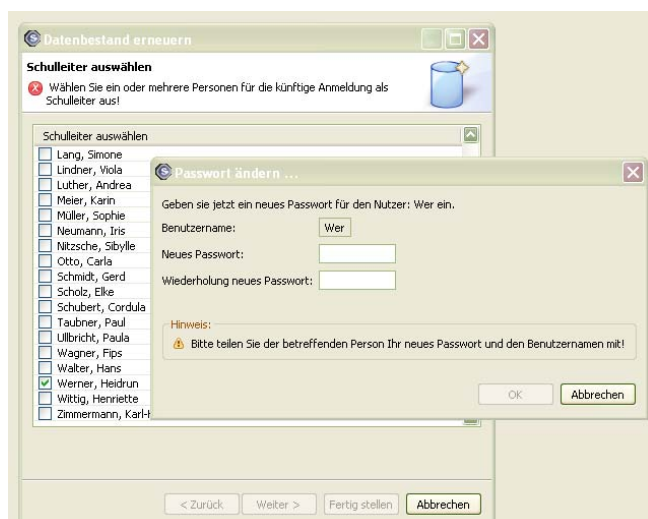 Datenbestand erneuern
Schulleiter auswählen
Wählen Sie ein oder mehrere Personen für die künftige Anmeldung als
Schulleiter aus!
Schulleiter auswählen
Lang, Simone
Lindner, Viola
Luther, Andrea
Meier, Karin
Müller, Sophie
Neumann, Iris
Nitzsche, Sibylle
Otto, Carla
Schmidt, Gerd
Scholz, Elke
Schubert, Cordula
Taubner, Paul
Ullbricht, Paula
Wagner, Fips
Walter, Hans
Werner, Heidrun
Wittig, Henriette
Zimmermann, Karl-H
Passwort ändern ...
Geben sie jetzt ein neues Passwort für den Nutzer: Wer ein.
Benutzername: Wer
Neues Passwort:
Wiederholung neues Passwort:
Hinweis:
Bitte teilen Sie der betreffenden Person Ihr neues Passwort und den Benutzernamen mit!
OK Abbrechen
< Zurück Weiter > Fertig stellen Abbrechen